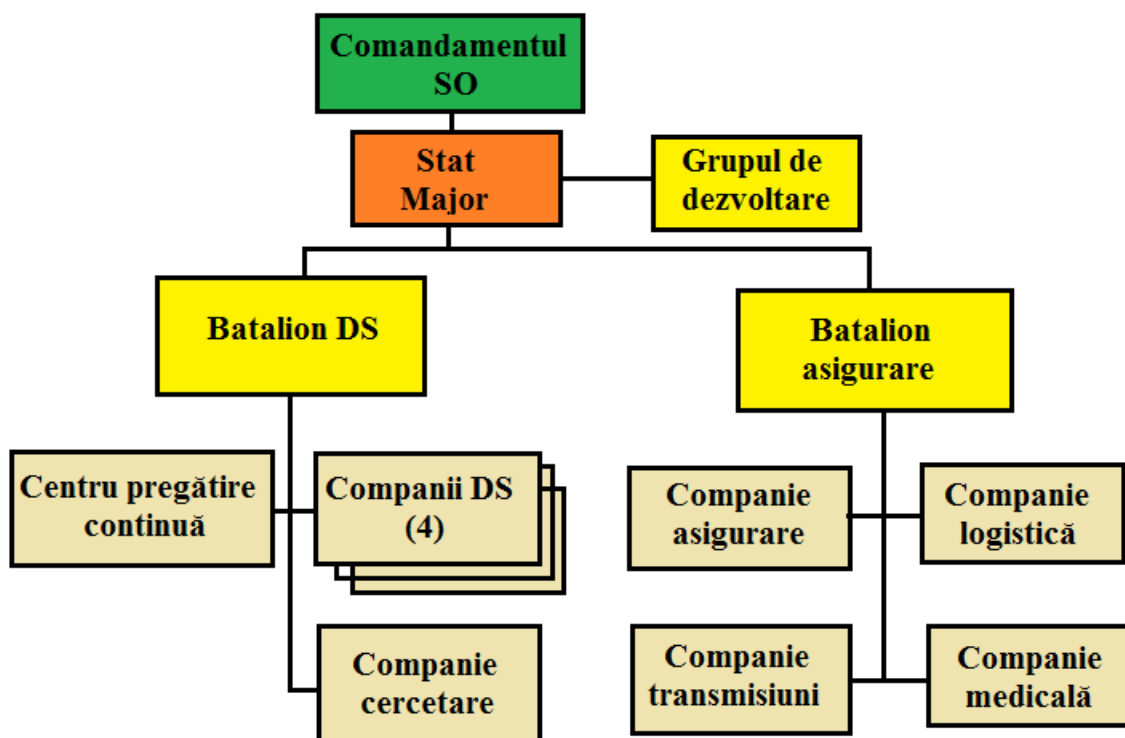 Comandamentul
SO
Stat
Major
Grupul de
dezvoltare
Batalion DS
Batalion
asigurare
Centru pregătire
continuă
Companii DS
(4)
Companie
asigurare
Companie
logistică
Companie
cercetare
Companie
transmisiuni
Companie
medicală